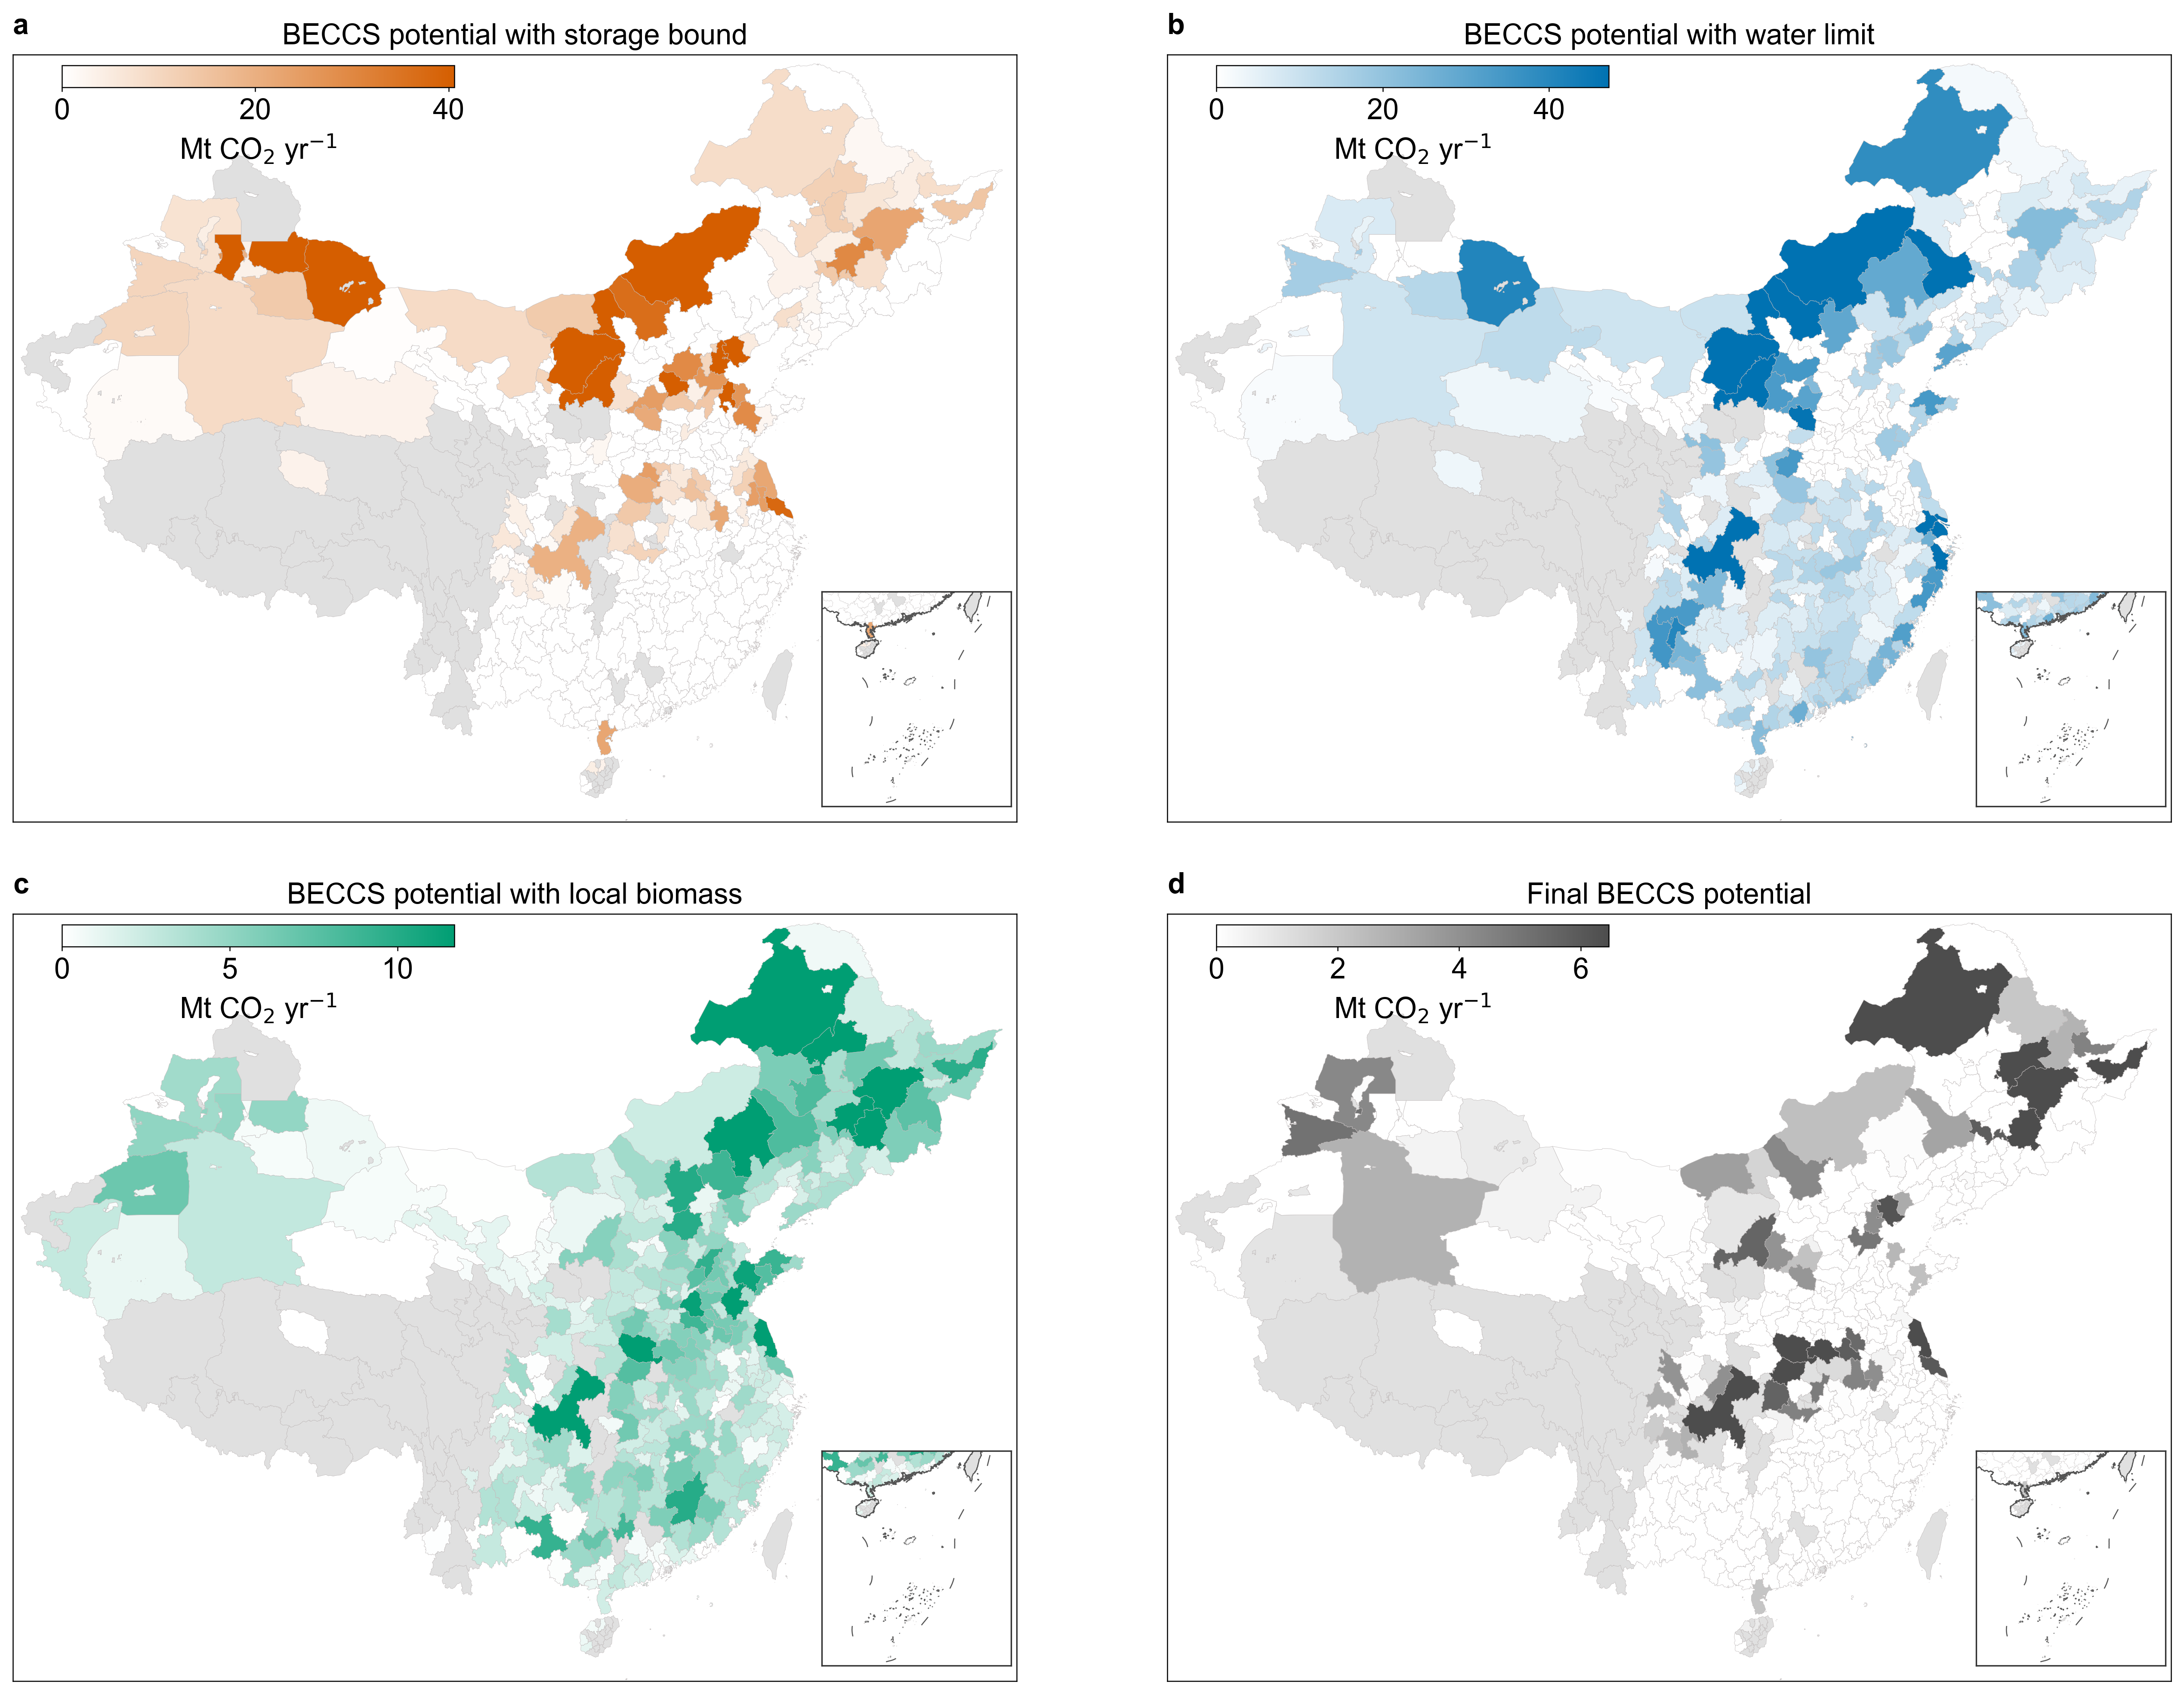 a
BECCS potential with storage bound
0 20 40
Mt CO₂ yr⁻¹
b
BECCS potential with water limit
0 20 40
Mt CO₂ yr⁻¹
c
BECCS potential with local biomass
0 5 10
Mt CO₂ yr⁻¹
d
Final BECCS potential
0 2 4 6
Mt CO₂ yr⁻¹